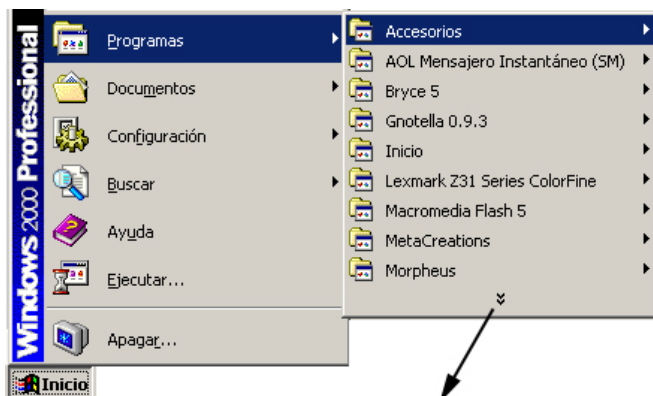 Windows 2000 Professional
Programas
Documentos
Configuración
Buscar
Ayuda
Ejecutar...
Apagar...
Accesorios
AOL Mensajero Instantáneo (SM)
Bryce 5
Gnotella 0.9.3
Inicio
Lexmark Z31 Series ColorFine
Macromedia Flash 5
MetaCreations
Morpheus
Inicio